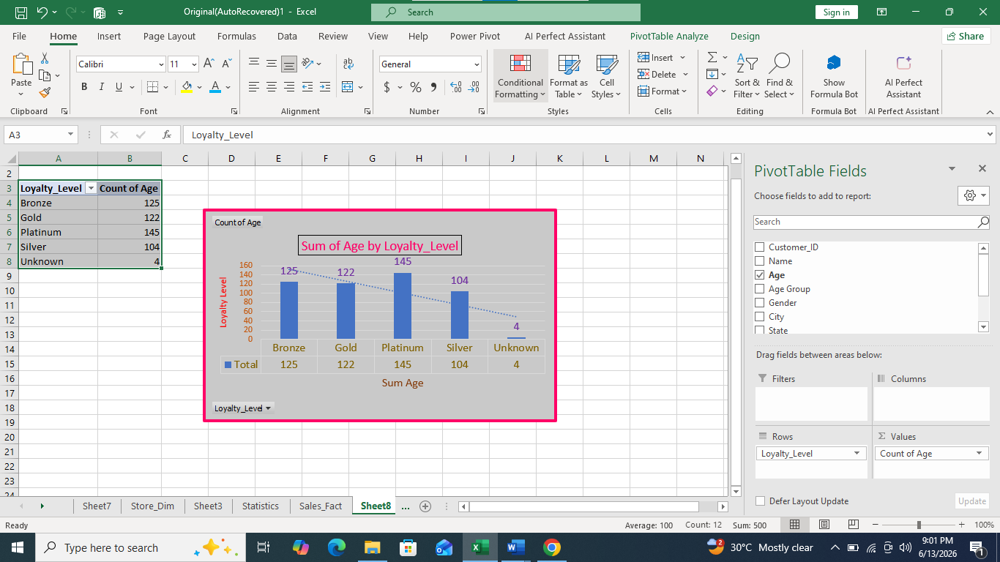 Original(AutoRecovered)1 - Excel
Search
Sign in
File Home Insert Page Layout Formulas Data Review View Help Power Pivot AI Perfect Assistant PivotTable Analyze Design Share
Paste
Calibri 11
B I U
A
ab
General
$ % 9
Conditional Formatting
Format as Table
Cell Styles
Insert
Delete
Format
Sort & Filter
Find & Select
Show Formula Bot
AI Perfect Assistant
Clipboard Font Alignment Number Styles Cells Editing Formula Bot AI Perfect Assistant
A3 fx Loyalty_Level
A B C D E F G H I J K L M N
2
3 Loyalty_Level Count of Age
4 Bronze 125
5 Gold 122
6 Platinum 145
7 Silver 104
8 Unknown 4
9
10
11
12
13
14
15
16
17
18
19
20
21
22
23
24
Count of Age
Sum of Age by Loyalty_Level
Loyalty Level
160
140
120
100
80
60
40
20
0
125 122 145 104 4
Bronze Gold Platinum Silver Unknown
Total 125 122 145 104 4
Sum Age
Loyalty_Level
PivotTable Fields
Choose fields to add to report:
Search
Customer_ID
Name
Age
Age Group
Gender
City
State
Drag fields between areas below:
Filters
Columns
Rows
Values
Loyalty_Level
Count of Age
Defer Layout Update
Update
Sheet7 Store_Dim Sheet3 Statistics Sales_Fact Sheet8 ...
Ready Average: 100 Count: 12 Sum: 500 100%
Type here to search
2
30°C Mostly clear
9:01 PM
6/13/2026
1